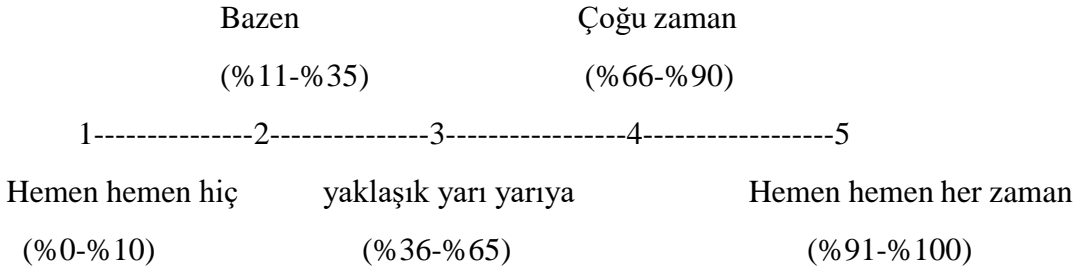 Bazen Çoğu zaman
(%11-%35) (%66-%90)
1---------------2---------------3-----------------4------------------5
Hemen hemen hiç yaklaşık yarı yarıya Hemen hemen her zaman
(%0-%10) (%36-%65) (%91-%100)